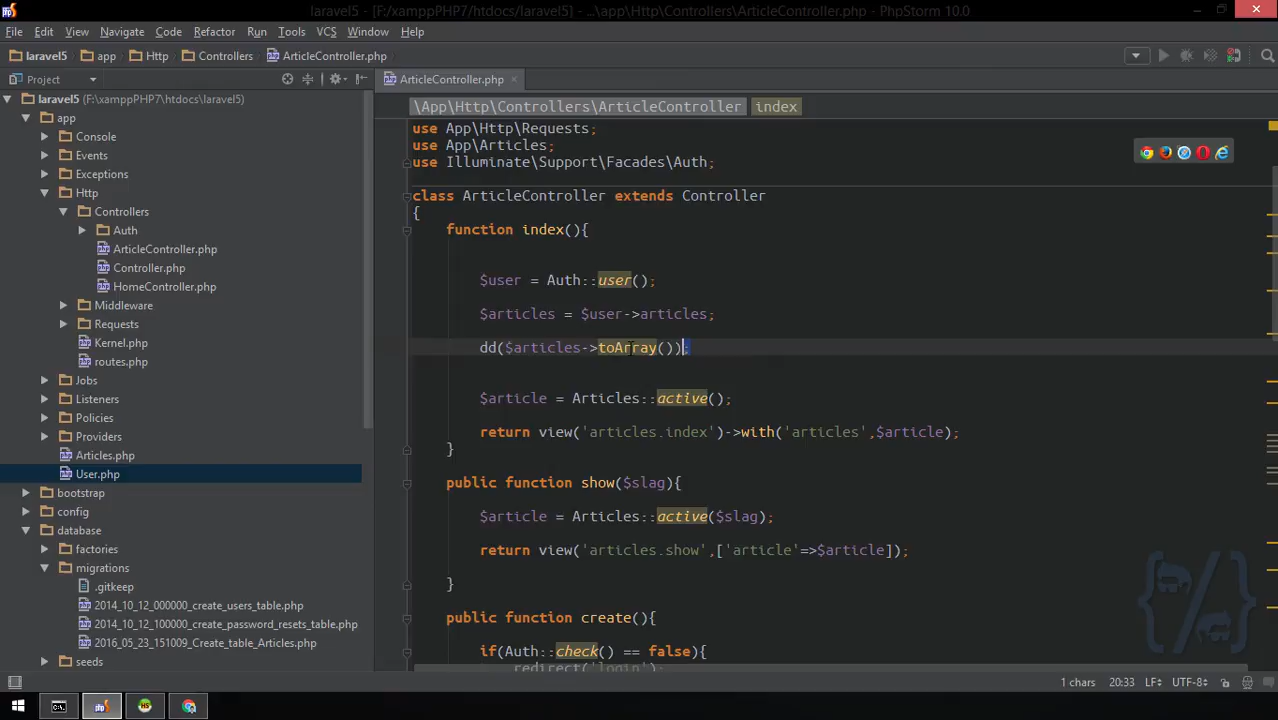 laravel5 - [F:/xamppPHP7/htdocs/laravel5] - ...\app\Http\Controllers\ArticleController.php - PhpStorm 10.0
File Edit View Navigate Code Refactor Run Tools VCS Window Help
laravel5 app Http Controllers ArticleController.php
Project
ArticleController.php
laravel5 (F:/xamppPHP7/htdocs/laravel5)
app
Console
Events
Exceptions
Http
Controllers
Auth
ArticleController.php
Controller.php
HomeController.php
Middleware
Requests
Kernel.php
routes.php
Jobs
Listeners
Policies
Providers
Articles.php
User.php
bootstrap
config
database
factories
migrations
.gitkeep
2014_10_12_000000_create_users_table.php
2014_10_12_100000_create_password_resets_table.php
2016_05_23_151009_Create_table_Articles.php
seeds
\App\Http\Controllers\ArticleController index
use App\Http\Requests;
use App\Articles;
use Illuminate\Support\Facades\Auth;
class ArticleController extends Controller
{
function index(){
$user = Auth::user();
$articles = $user->articles;
dd($articles->toArray());
$article = Articles::active();
return view('articles.index')->with('articles',$article);
}
public function show($slag){
$article = Articles::active($slag);
return view('articles.show',['article'=>$article]);
}
public function create(){
if(Auth::check() == false){
redirect('login');
1 chars 20:33 LF UTF-8